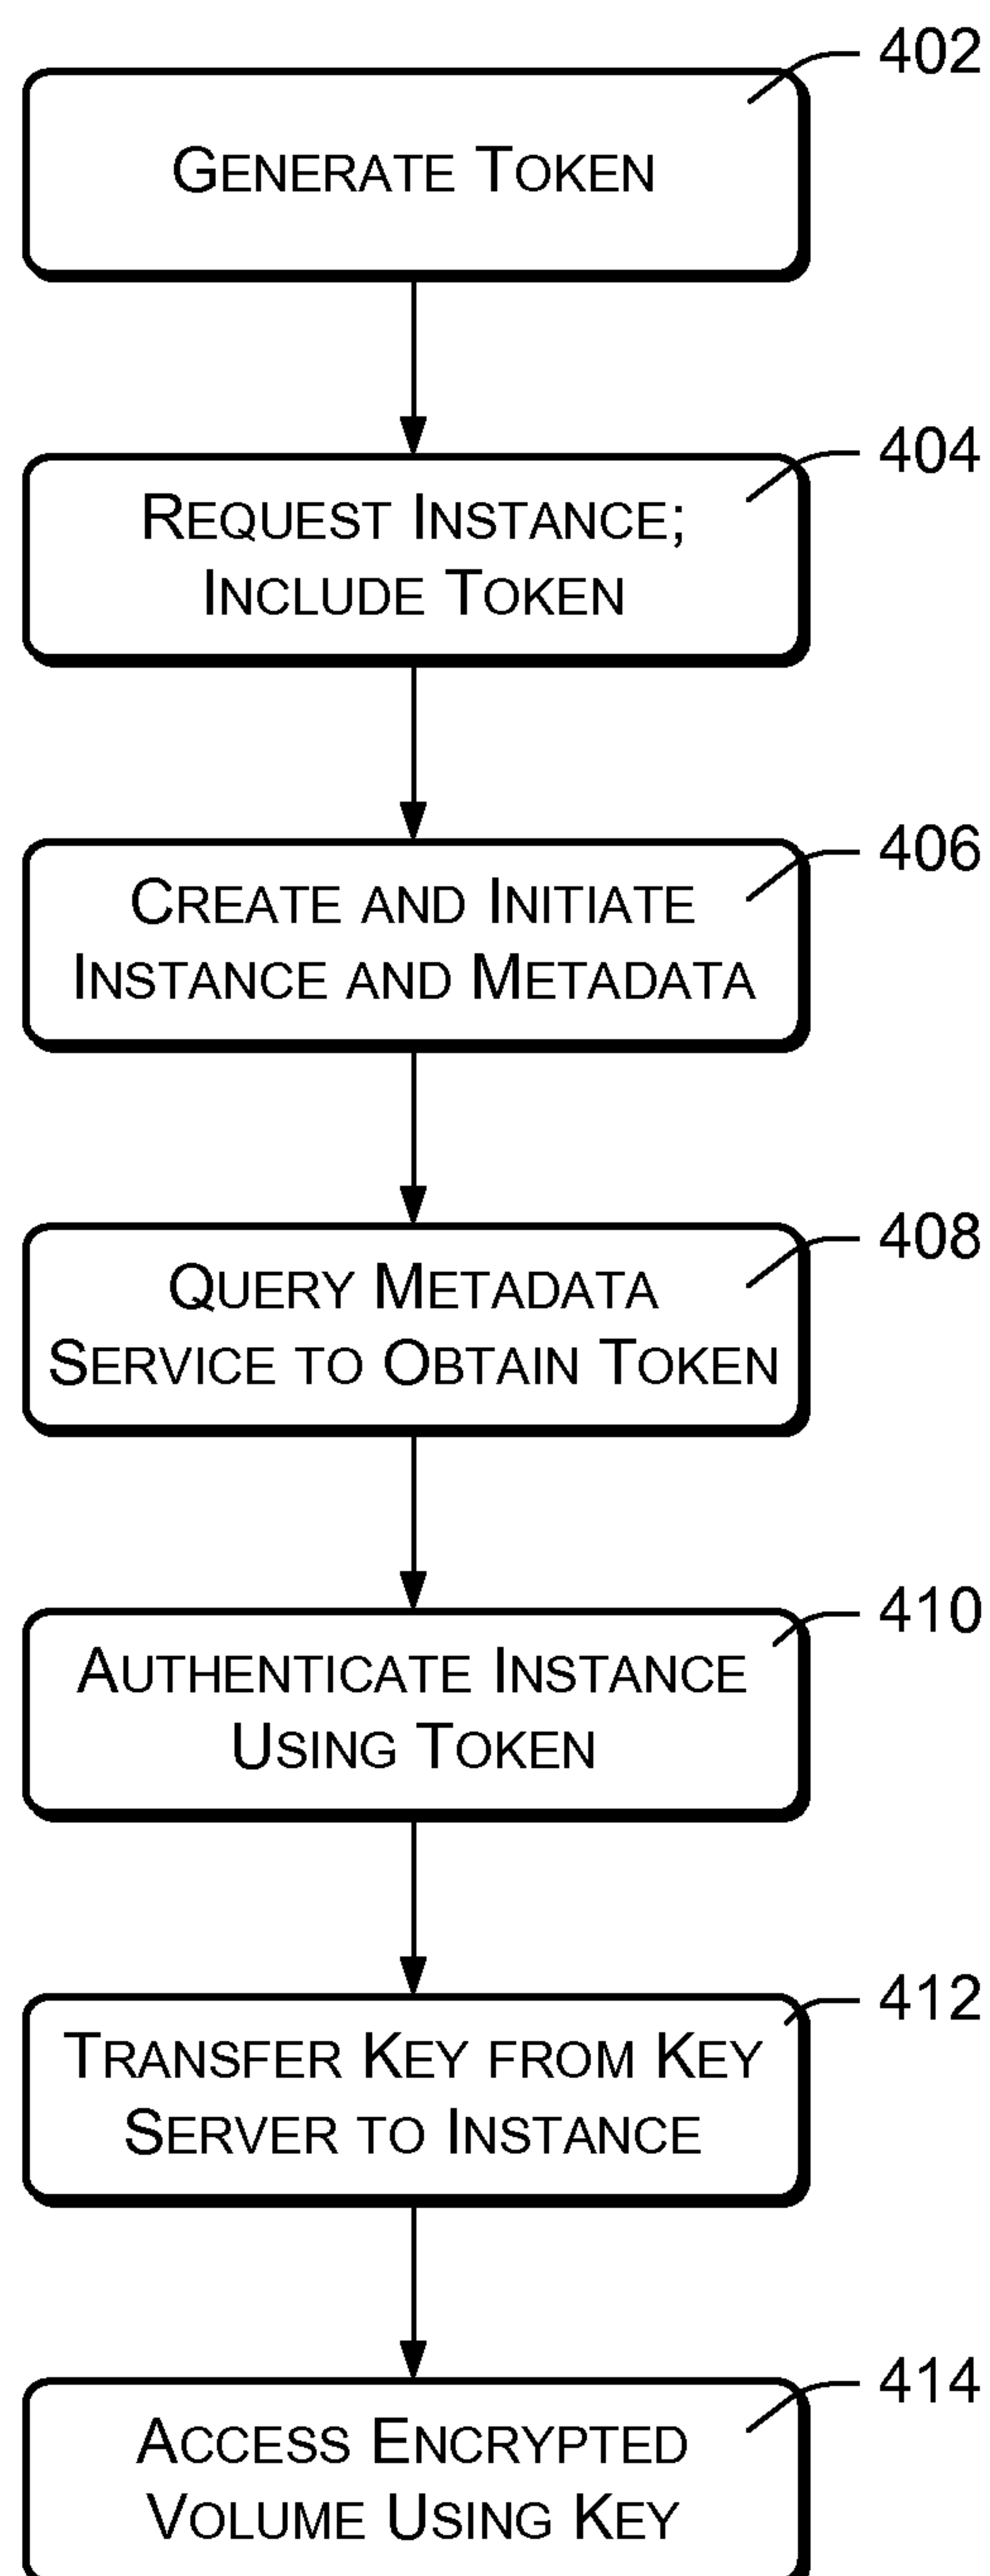 402
GENERATE TOKEN
404
REQUEST INSTANCE;
INCLUDE TOKEN
406
CREATE AND INITIATE
INSTANCE AND METADATA
408
QUERY METADATA
SERVICE TO OBTAIN TOKEN
410
AUTHENTICATE INSTANCE
USING TOKEN
412
TRANSFER KEY FROM KEY
SERVER TO INSTANCE
414
ACCESS ENCRYPTED
VOLUME USING KEY